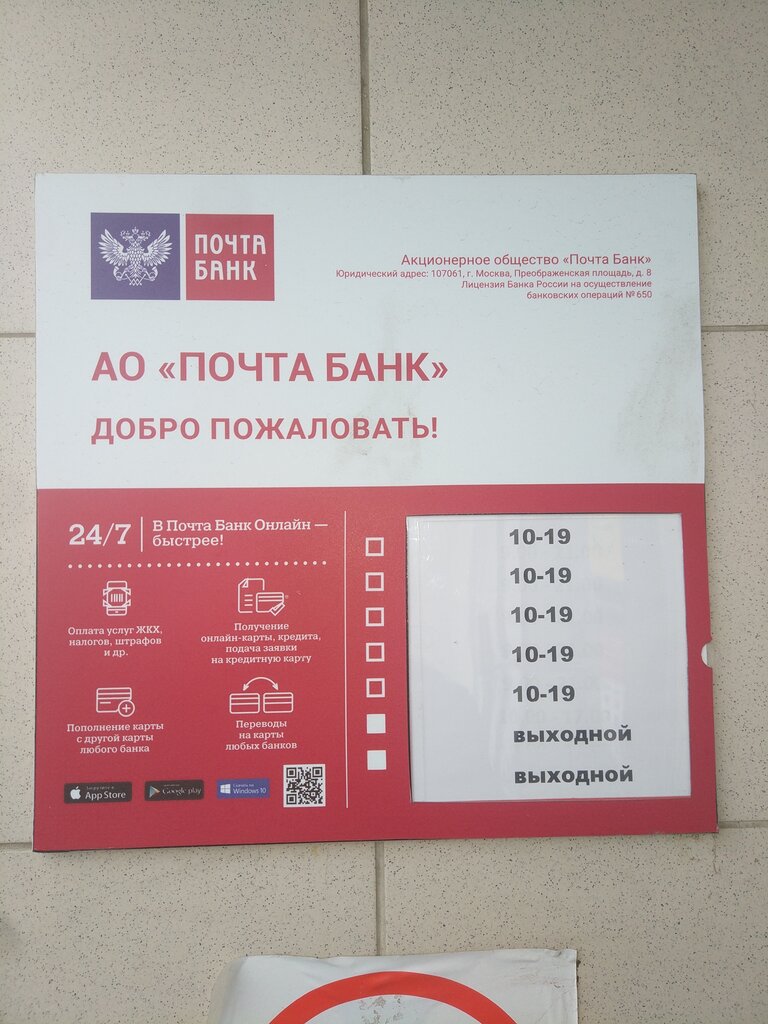 ПОЧТА
БАНК
Акционерное общество «Почта Банк»
Юридический адрес: 107061, г. Москва, Преображенская площадь, д. 8
Лицензия Банка России на осуществление
банковских операций № 650
АО «ПОЧТА БАНК»
ДОБРО ПОЖАЛОВАТЬ!
24/7
В Почта Банк Онлайн —
быстрее!
Оплата услуг ЖКХ,
налогов, штрафов
и др.
Получение
онлайн-карты, кредита,
подача заявки
на кредитную карту
Пополнение карты
с другой карты
любого банка
Переводы
на карты
любых банков
App Store
Google play
Windows 10
10-19
10-19
10-19
10-19
10-19
выходной
выходной